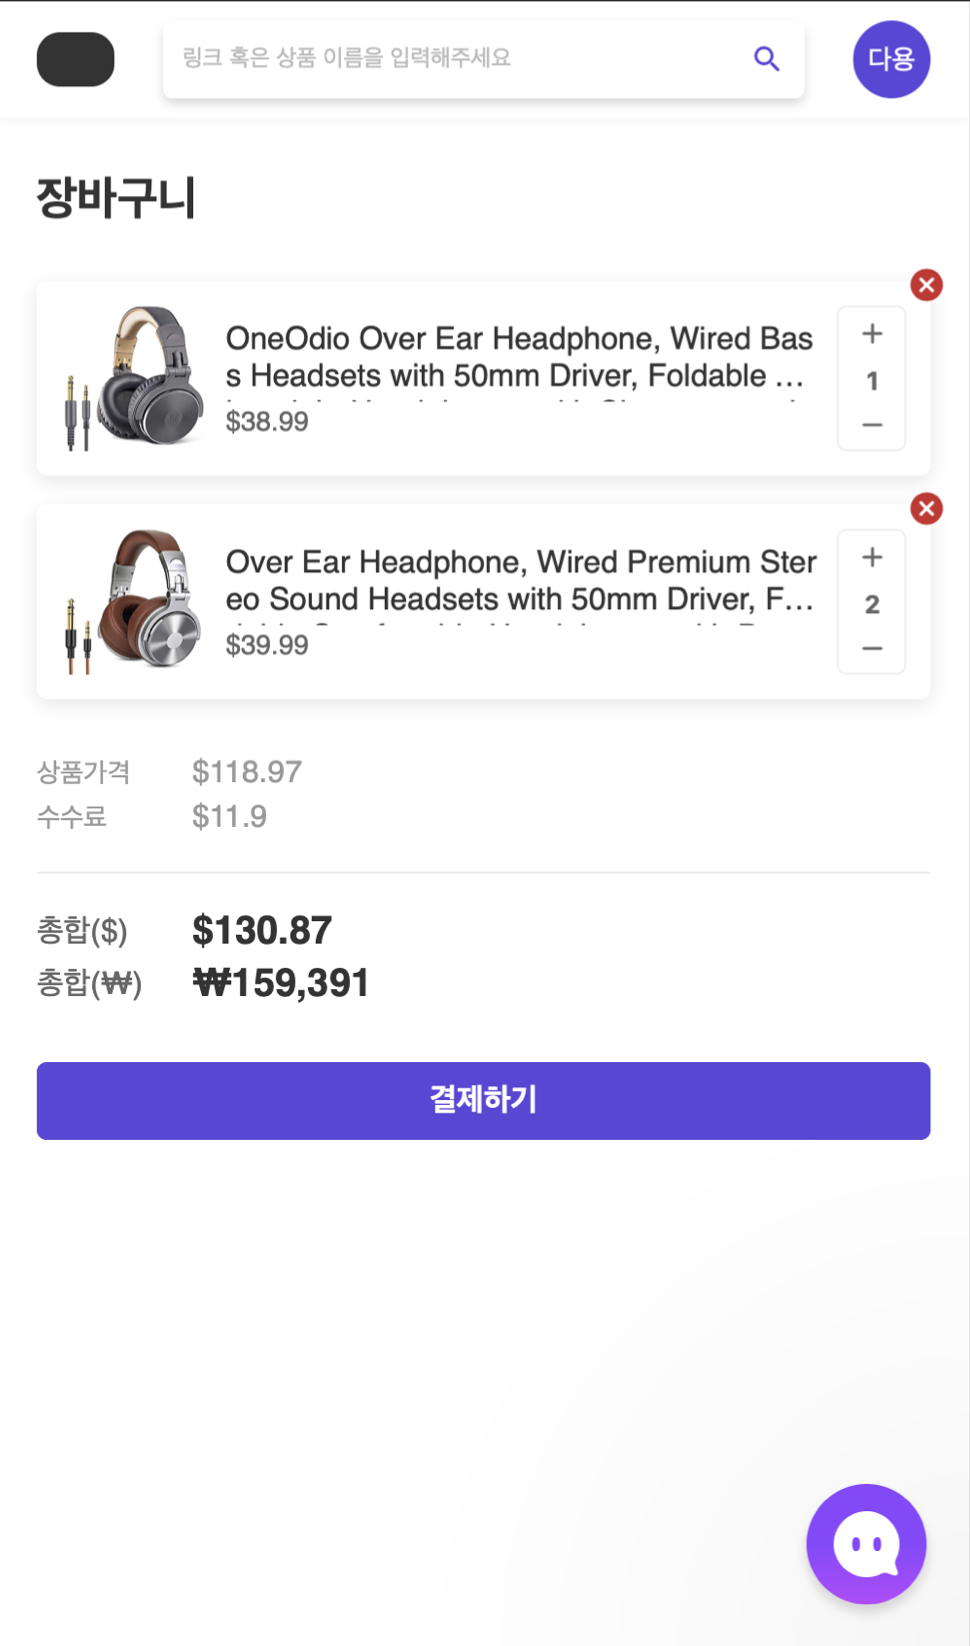 링크 혹은 상품 이름을 입력해주세요
다용
장바구니
OneOdio Over Ear Headphone, Wired Bas
s Headsets with 50mm Driver, Foldable ...
$38.99
+
1
−
Over Ear Headphone, Wired Premium Ster
eo Sound Headsets with 50mm Driver, F...
$39.99
+
2
−
상품가격 $118.97
수수료 $11.9
총합($) $130.87
총합(₩) ₩159,391
결제하기